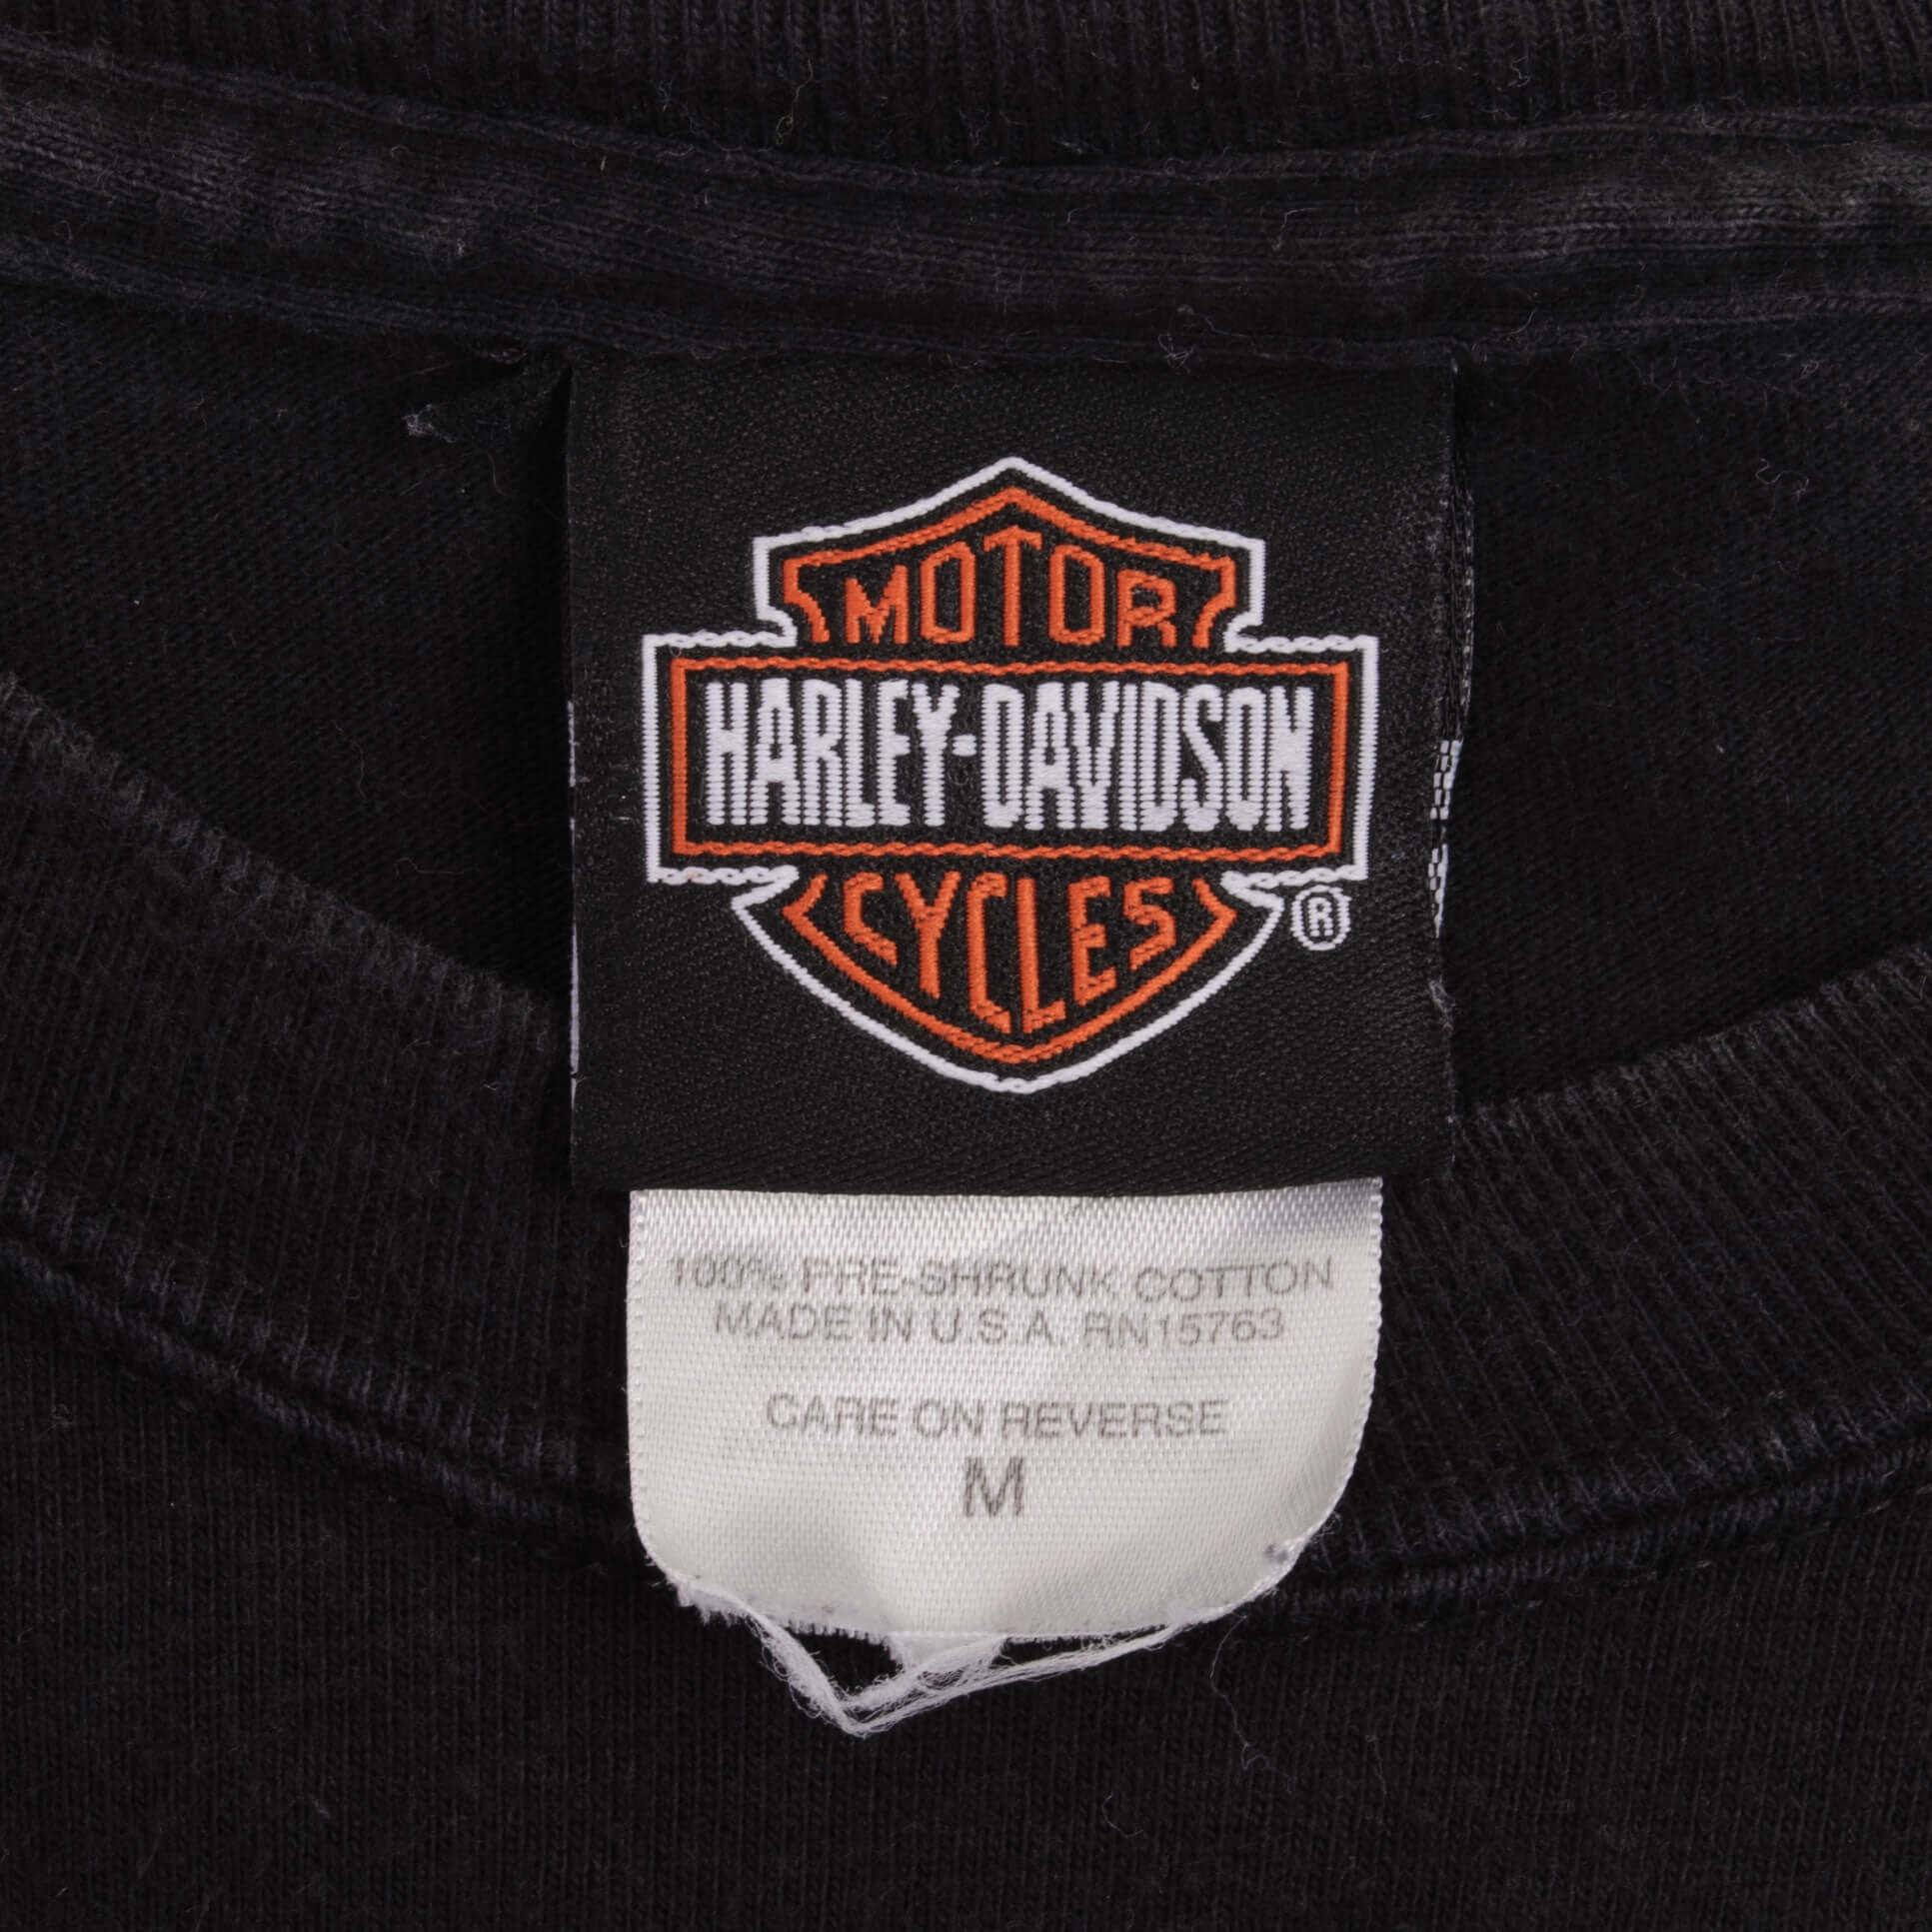 MOTOR
HARLEY-DAVIDSON
CYCLES
®
100% PRE-SHRUNK COTTON
MADE IN U.S.A. RN15763
CARE ON REVERSE
M